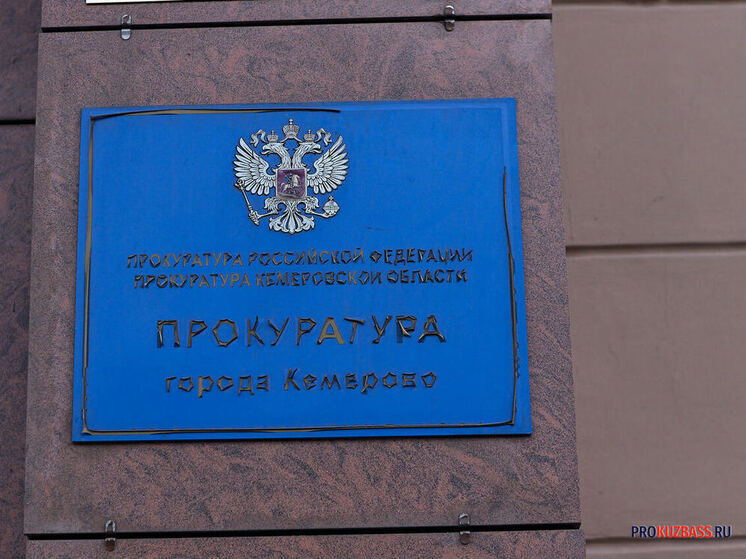 ПРОКУРАТУРА РОССИЙСКОЙ ФЕДЕРАЦИИ
ПРОКУРАТУРА КЕМЕРОВСКОЙ ОБЛАСТИ
ПРОКУРАТУРА
города Кемерово
PROKUZBASS.RU